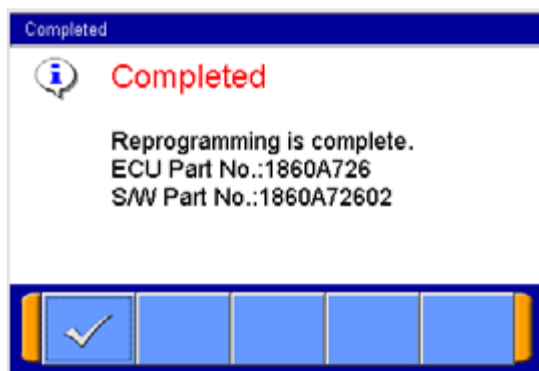 Completed
Completed
Reprogramming is complete.
ECU Part No.:1860A726
S/W Part No.:1860A72602